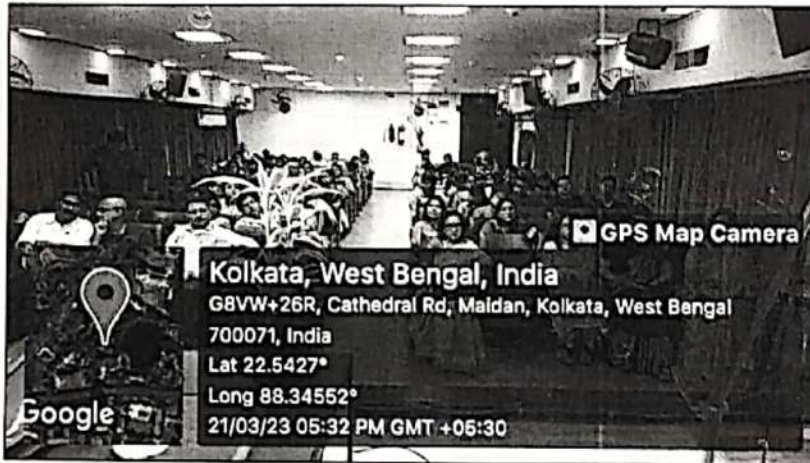 GPS Map Camera
Kolkata, West Bengal, India
G8VW+26R, Cathedral Rd, Maidan, Kolkata, West Bengal
700071, India
Lat 22.5427°
Long 88.34552°
21/03/23 05:32 PM GMT +05:30
Google